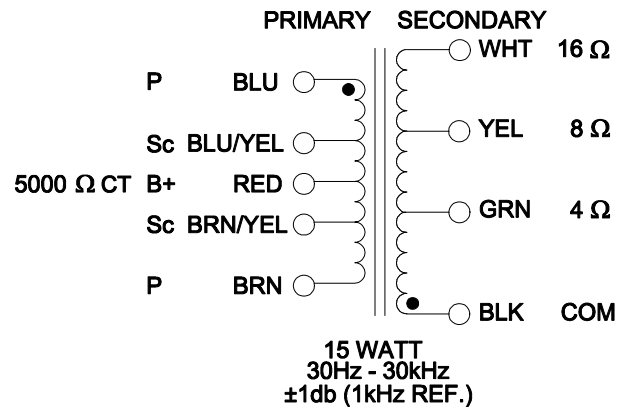 PRIMARY SECONDARY
WHT 16 Ω
P BLU
YEL 8 Ω
Sc BLU/YEL
5000 Ω CT B+ RED
GRN 4 Ω
Sc BRN/YEL
P BRN
BLK COM
15 WATT
30Hz - 30kHz
±1db (1kHz REF.)